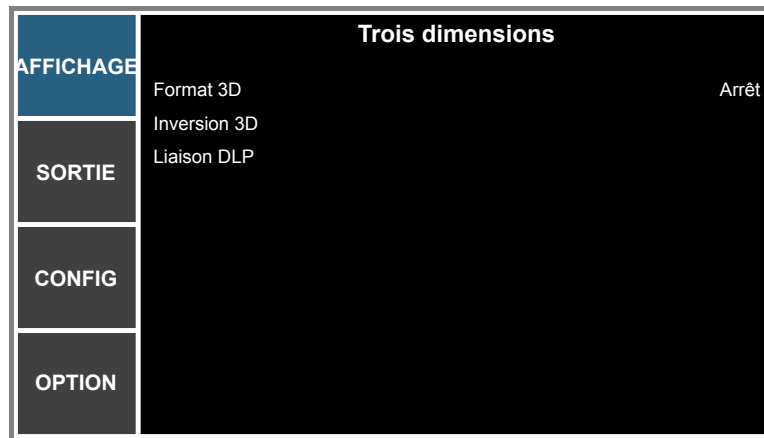 Trois dimensions
AFFICHAGE
Format 3D Arrêt
Inversion 3D
Liaison DLP
SORTIE
CONFIG
OPTION